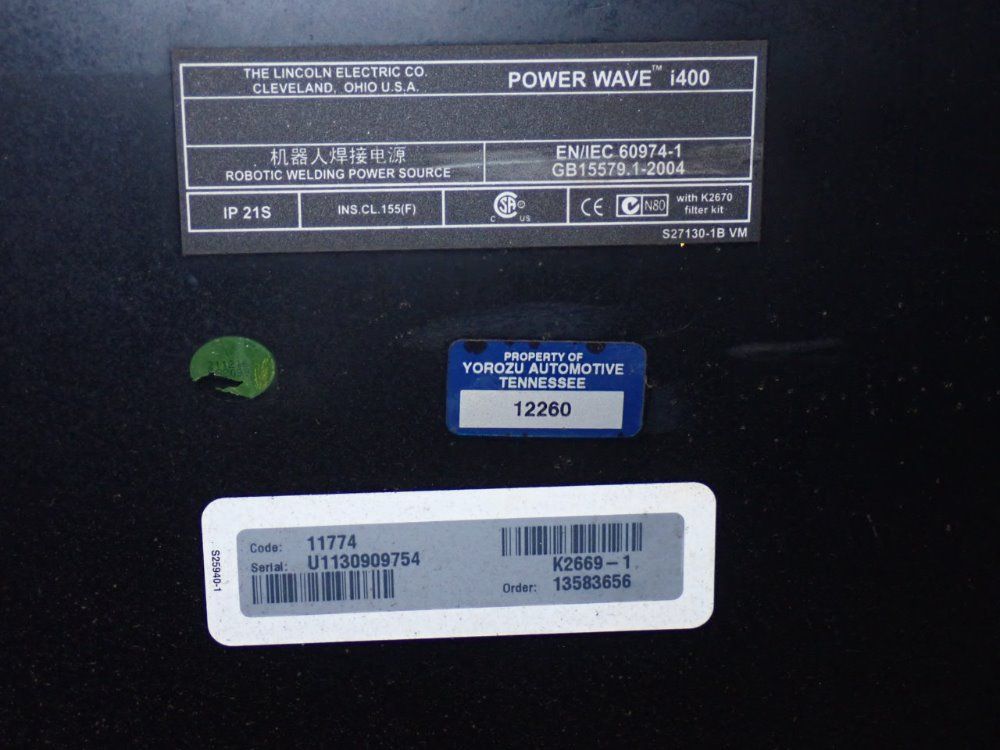 THE LINCOLN ELECTRIC CO.
CLEVELAND, OHIO U.S.A.
POWER WAVE™ i400
机器人焊接电源
ROBOTIC WELDING POWER SOURCE
EN/IEC 60974-1
GB15579.1-2004
IP 21S
INS.CL.155(F)
C SA US
CE
N80
with K2670
filter kit
S27130-1B VM
PROPERTY OF
YOROZU AUTOMOTIVE
TENNESSEE
12260
S25940-1
Code: 11774
Serial: U1130909754
K2669-1
Order: 13583656